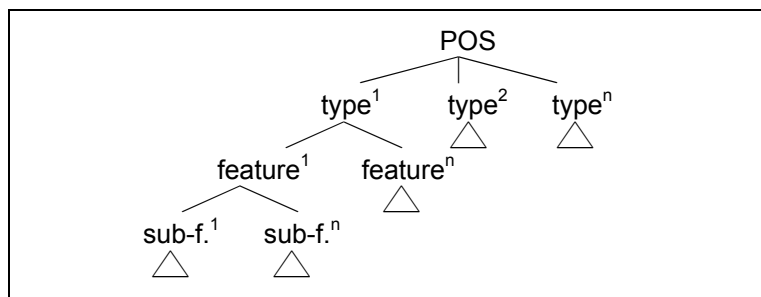 POS
type¹ type² typeⁿ
feature¹ featureⁿ
sub-f.¹ sub-f.ⁿ